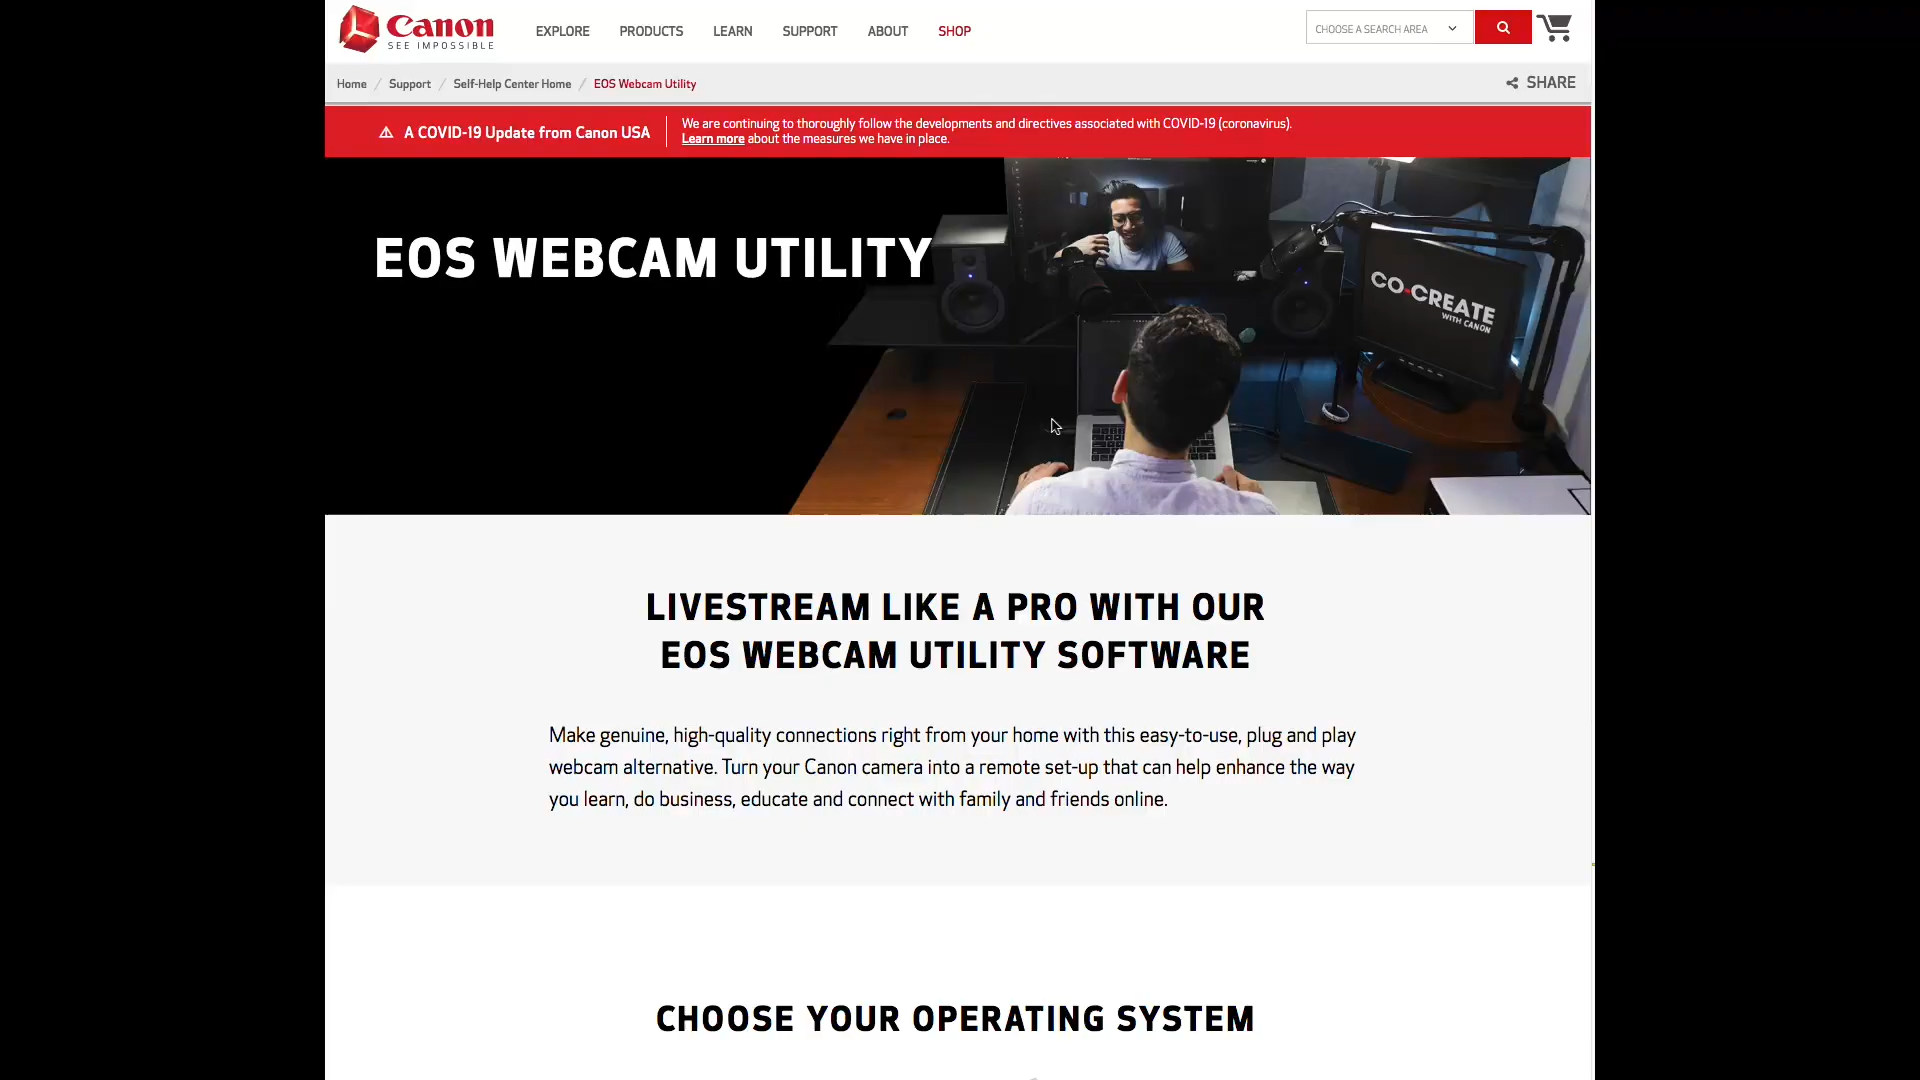 Canon
SEE IMPOSSIBLE
EXPLORE PRODUCTS LEARN SUPPORT ABOUT SHOP
CHOOSE A SEARCH AREA
Home / Support / Self-Help Center Home / EOS Webcam Utility
SHARE
A COVID-19 Update from Canon USA
We are continuing to thoroughly follow the developments and directives associated with COVID-19 (coronavirus).
Learn more about the measures we have in place.
EOS WEBCAM UTILITY
CO-CREATE
WITH CANON
LIVESTREAM LIKE A PRO WITH OUR
EOS WEBCAM UTILITY SOFTWARE
Make genuine, high-quality connections right from your home with this easy-to-use, plug and play
webcam alternative. Turn your Canon camera into a remote set-up that can help enhance the way
you learn, do business, educate and connect with family and friends online.
CHOOSE YOUR OPERATING SYSTEM